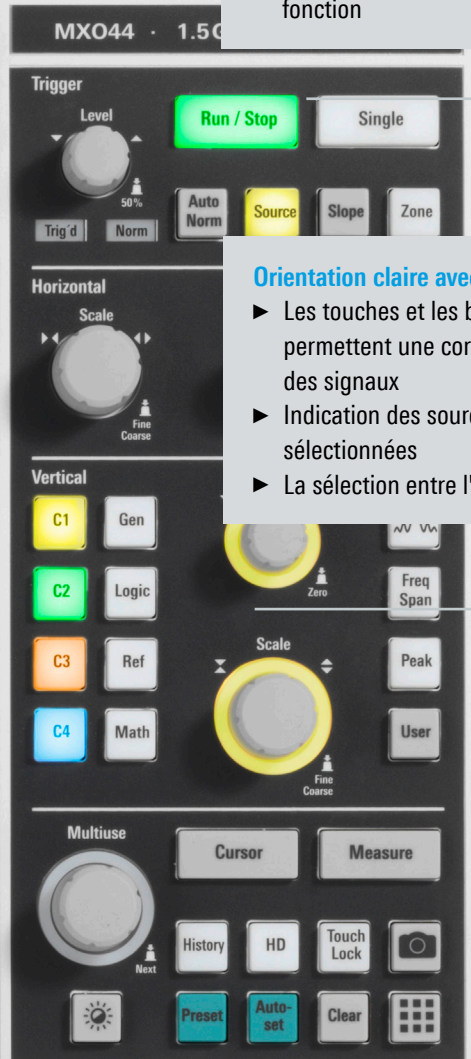 fonction
MXO44 · 1.5G
Trigger
Level
Run / Stop
Single
50%
Auto
Norm
Source
Slope
Zone
Trig´d
Norm
Orientation claire avec
► Les touches et les b
permettent une cor
des signaux
► Indication des sour
sélectionnées
► La sélection entre l'
Horizontal
Scale
Fine
Coarse
Vertical
C1
Gen
Zero
C2
Logic
Freq
Span
C3
Ref
Scale
Peak
C4
Math
User
Fine
Coarse
Multiuse
Cursor
Measure
Next
History
HD
Touch
Lock
Preset
Auto-
set
Clear